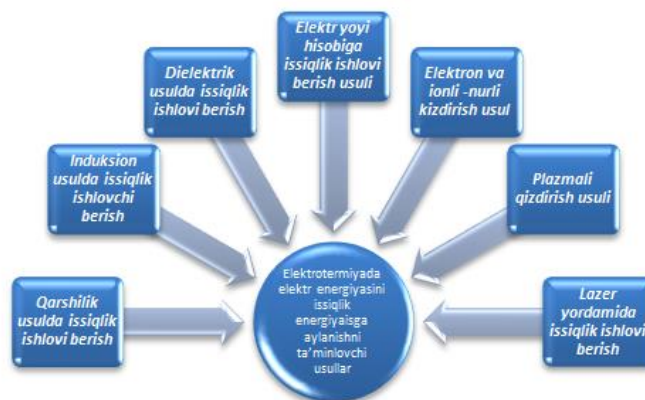 Elektr yoyi
hisobiga
issiqlik ishlovi
berish usuli
Dielektrik
usulda issiqlik
ishlovi berish
Elektron va
ionli -nurli
kizdirish usul
Induksion
usulda issiqlik
ishlovchi
berish
Plazmali
qizdirish usuli
Qarshilik
usulda issiqlik
ishlovi berish
Lazer
yordamida
issiqlik ishlovi
berish
Elektrotermiyada
elektr energiyasini
issiqlik
energiyaisga
aylanishni
ta'minlovchi
usullar